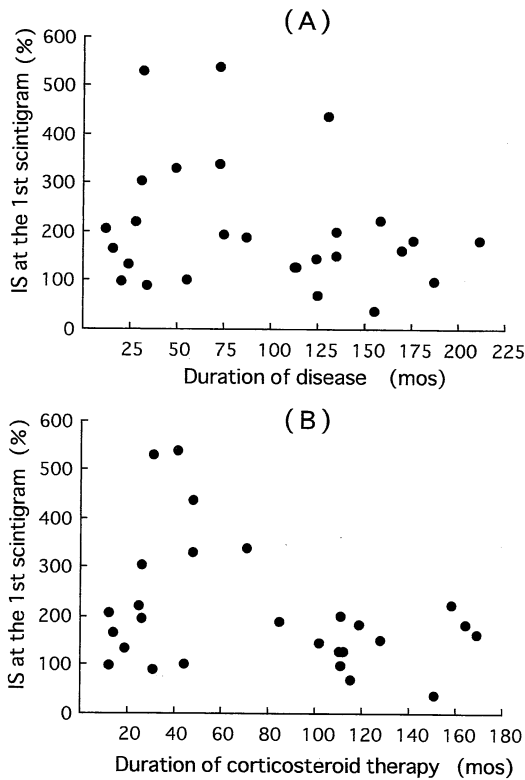 (A)
IS at the 1st scintigram (%)
600
500
400
300
200
100
0
25 50 75 100 125 150 175 200 225
Duration of disease (mos)
(B)
IS at the 1st scintigram (%)
600
500
400
300
200
100
0
20 40 60 80 100 120 140 160 180
Duration of corticosteroid therapy (mos)